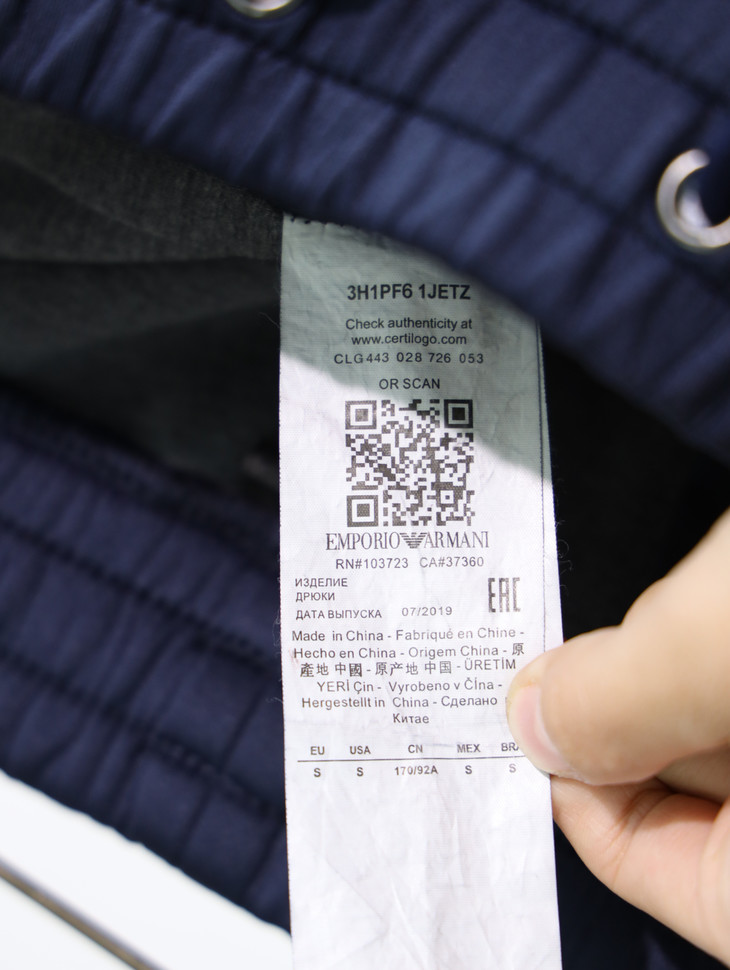 3H1PF6 1JETZ
Check authenticity at
www.certilogo.com
CLG443 028 726 053
OR SCAN
EMPORIO ARMANI
RN#103723 CA#37360
ИЗДЕЛИЕ
ДРЮКИ
EAC
ДАТА ВЫПУСКА 07/2019
Made in China - Fabriqué en Chine -
Hecho en China - Origem China - 原
產地 中國 - 原产地 中国 - ÜRETİM
YERİ Çin - Vyrobeno v Čína -
Hergestellt in China - Сделано
Китае
EU USA CN MEX BRA
S S 170/92A S S